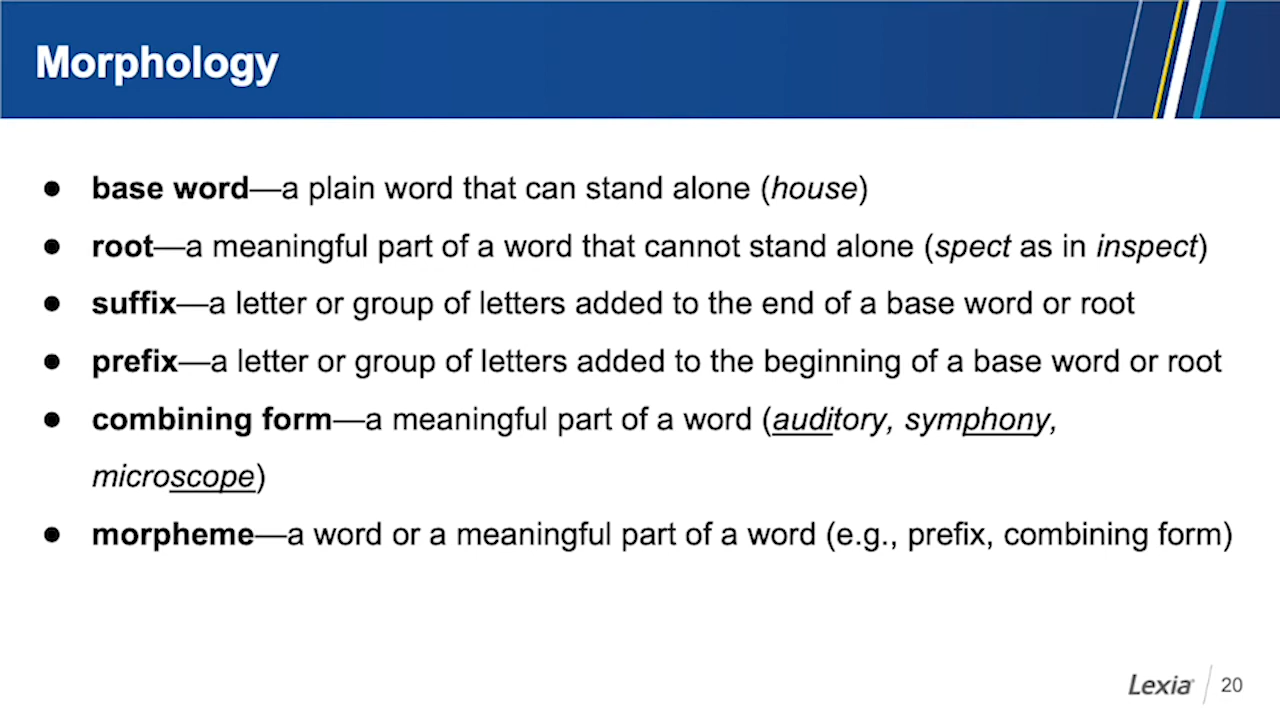 Morphology
● base word—a plain word that can stand alone (house)
● root—a meaningful part of a word that cannot stand alone (spect as in inspect)
● suffix—a letter or group of letters added to the end of a base word or root
● prefix—a letter or group of letters added to the beginning of a base word or root
● combining form—a meaningful part of a word (auditory, symphony,
microscope)
● morpheme—a word or a meaningful part of a word (e.g., prefix, combining form)
Lexia® 20